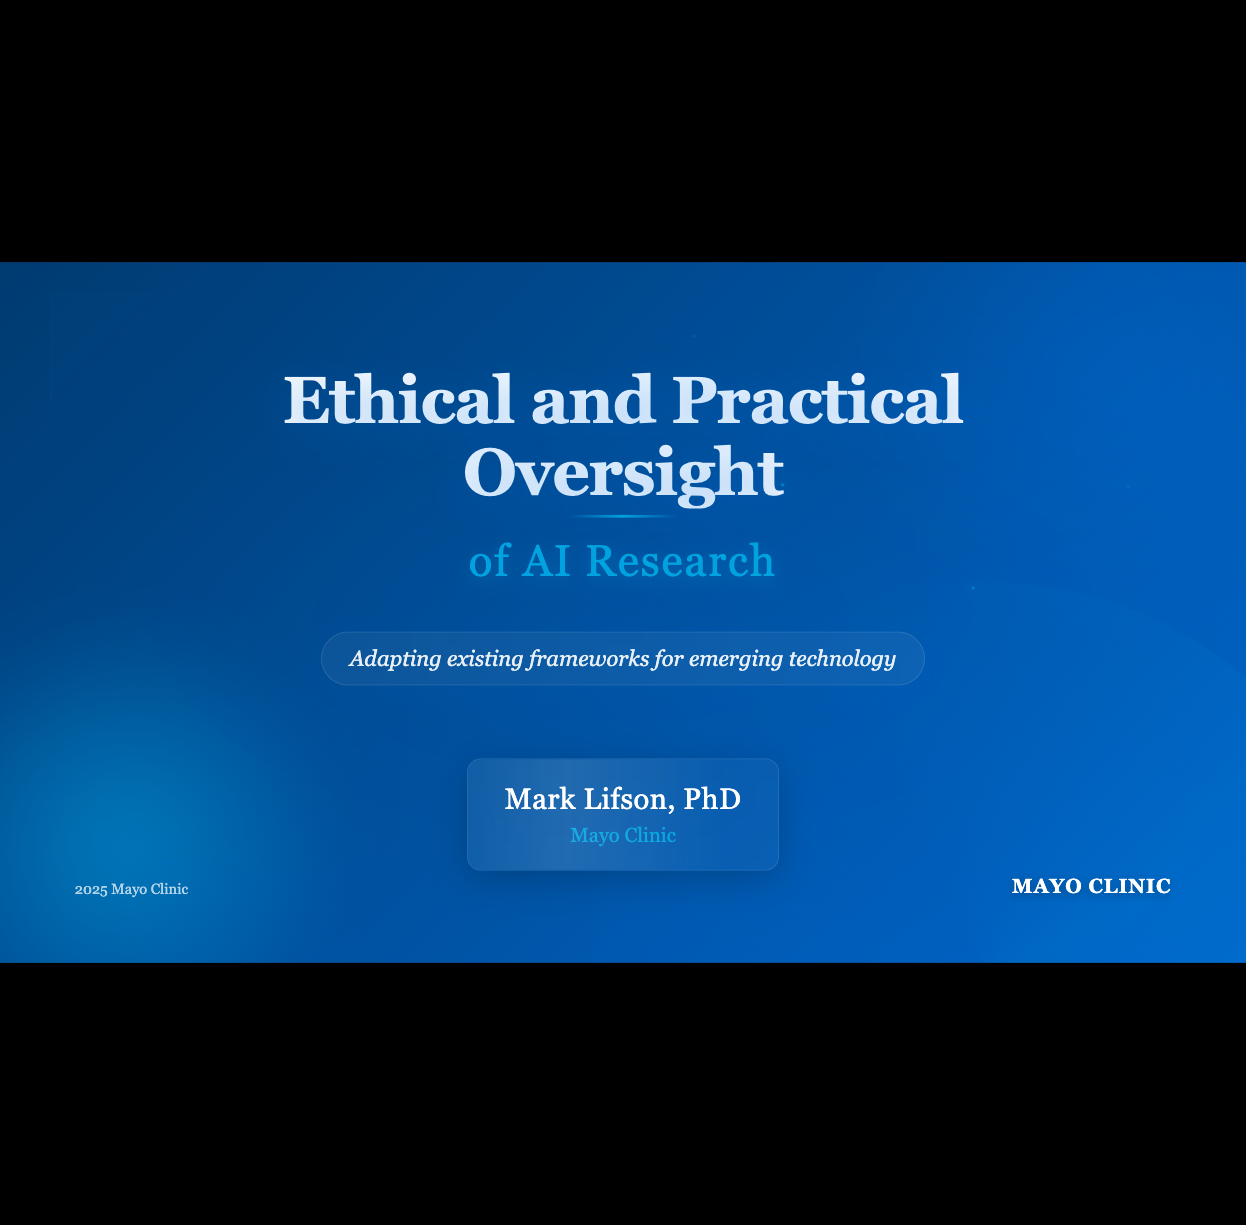 Ethical and Practical
Oversight
of AI Research
Adapting existing frameworks for emerging technology
Mark Lifson, PhD
Mayo Clinic
2025 Mayo Clinic
MAYO CLINIC